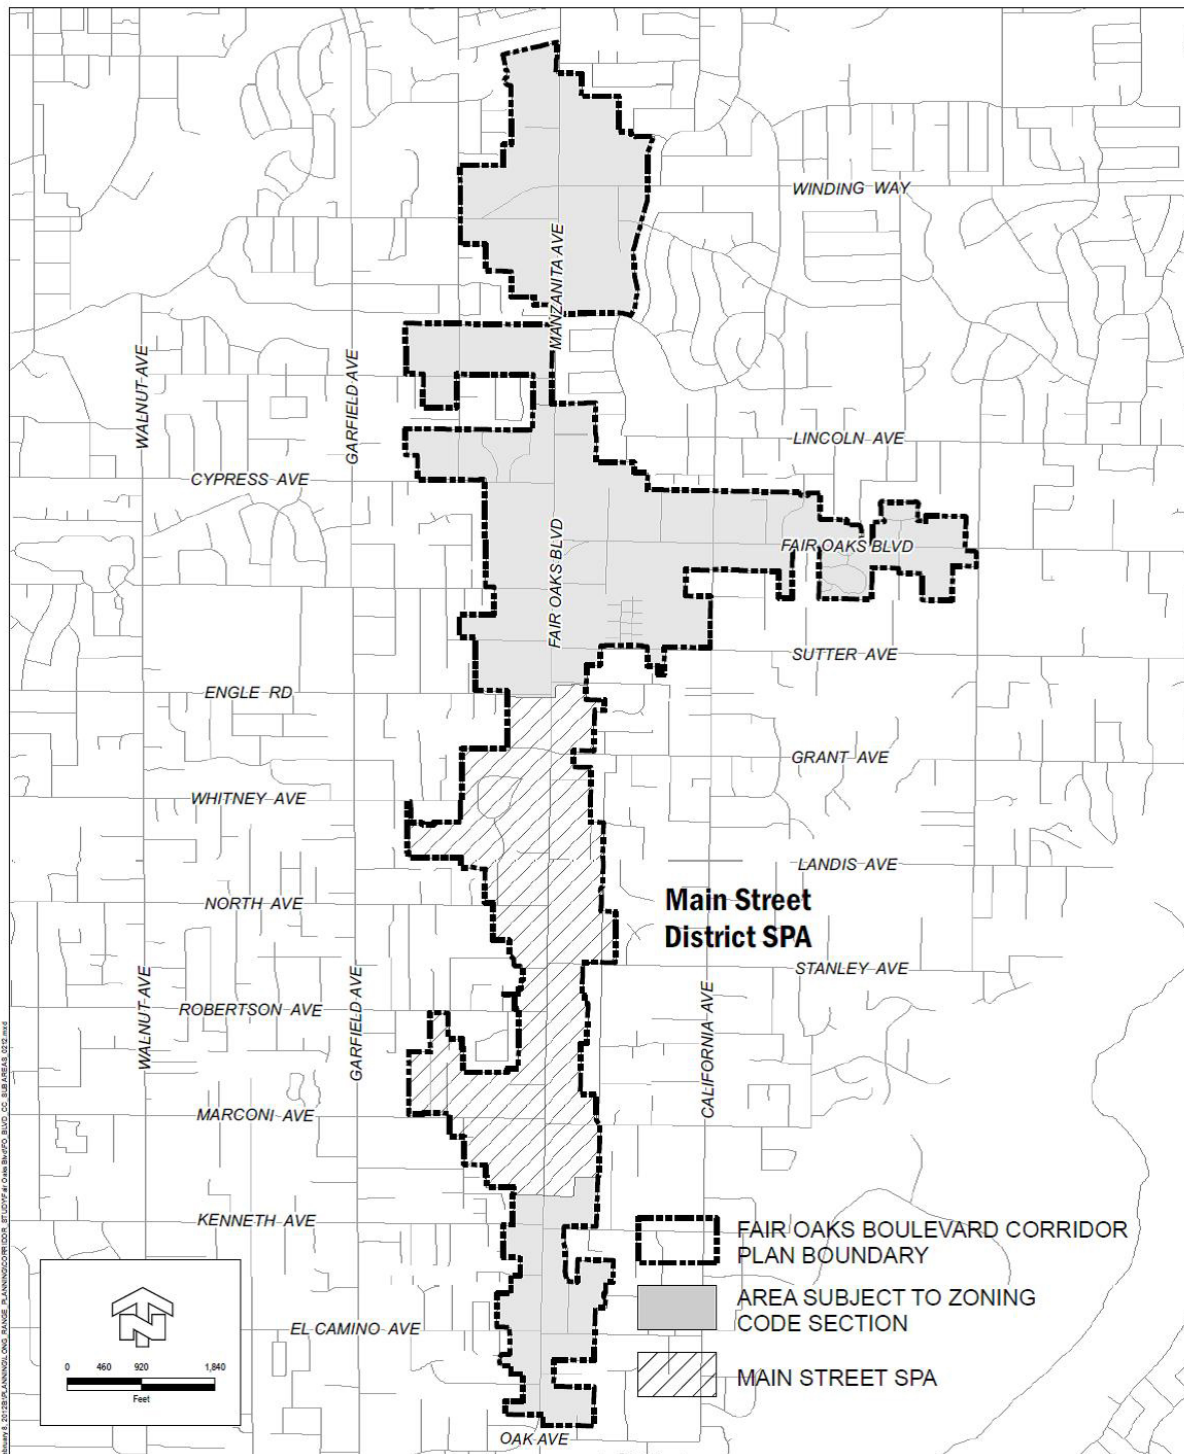 WINDING WAY
MANZANITA AVE
WALNUT AVE
GARFIELD AVE
LINCOLN AVE
CYPRESS AVE
FAIR OAKS BLVD
FAIR OAKS BLVD
SUTTER AVE
ENGLE RD
GRANT AVE
WHITNEY AVE
LANDIS AVE
Main Street
District SPA
NORTH AVE
STANLEY AVE
WALNUT AVE
GARFIELD AVE
ROBERTSON AVE
CALIFORNIA AVE
MARCONI AVE
KENNETH AVE
FAIR OAKS BOULEVARD CORRIDOR
PLAN BOUNDARY
AREA SUBJECT TO ZONING
CODE SECTION
MAIN STREET SPA
EL CAMINO AVE
OAK AVE
N
0 460 920 1,840
Feet